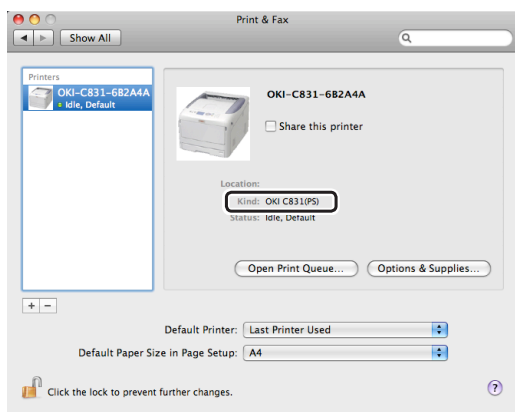 Print & Fax
Show All
Printers
OKI-C831-6B2A4A
Idle, Default
OKI-C831-6B2A4A
Share this printer
Location:
Kind: OKI C831(PS)
Status: Idle, Default
Open Print Queue... Options & Supplies...
+ −
Default Printer: Last Printer Used
Default Paper Size in Page Setup: A4
Click the lock to prevent further changes. ?